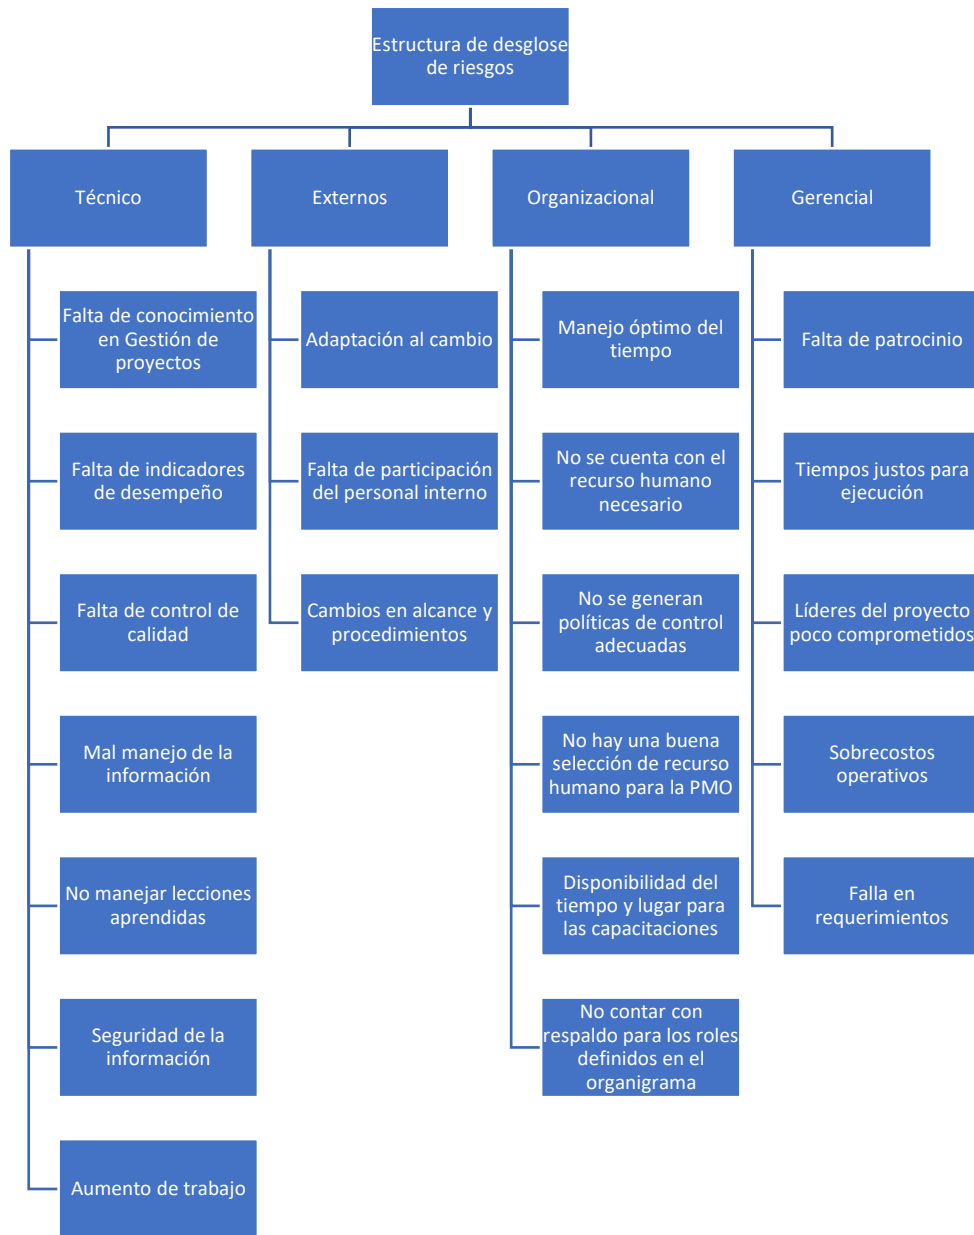 Estructura de desglose
de riesgos
Técnico
Externos
Organizacional
Gerencial
Falta de conocimiento
en Gestión de
proyectos
Falta de indicadores
de desempeño
Falta de control de
calidad
Mal manejo de la
información
No manejar lecciones
aprendidas
Seguridad de la
información
Aumento de trabajo
Adaptación al cambio
Falta de participación
del personal interno
Cambios en alcance y
procedimientos
Manejo óptimo del
tiempo
No se cuenta con el
recurso humano
necesario
No se generan
políticas de control
adecuadas
No hay una buena
selección de recurso
humano para la PMO
Disponibilidad del
tiempo y lugar para
las capacitaciones
No contar con
respaldo para los roles
definidos en el
organigrama
Falta de patrocinio
Tiempos justos para
ejecución
Líderes del proyecto
poco comprometidos
Sobrecostos
operativos
Falla en
requerimientos